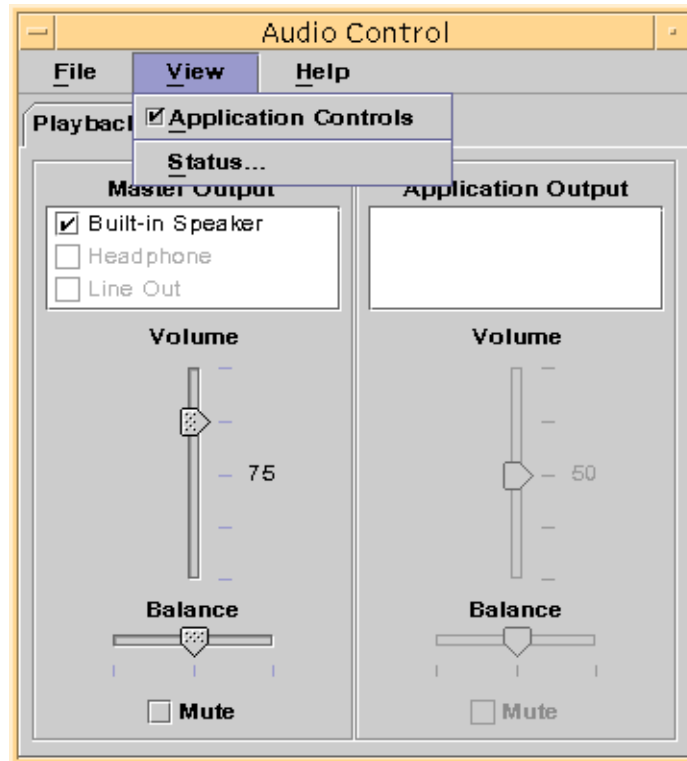 Audio Control
File View Help
Application Controls
Playbac
Status...
Master Output Application Output
Built-in Speaker
Headphone
Line Out
Volume Volume
75 50
Balance Balance
Mute Mute